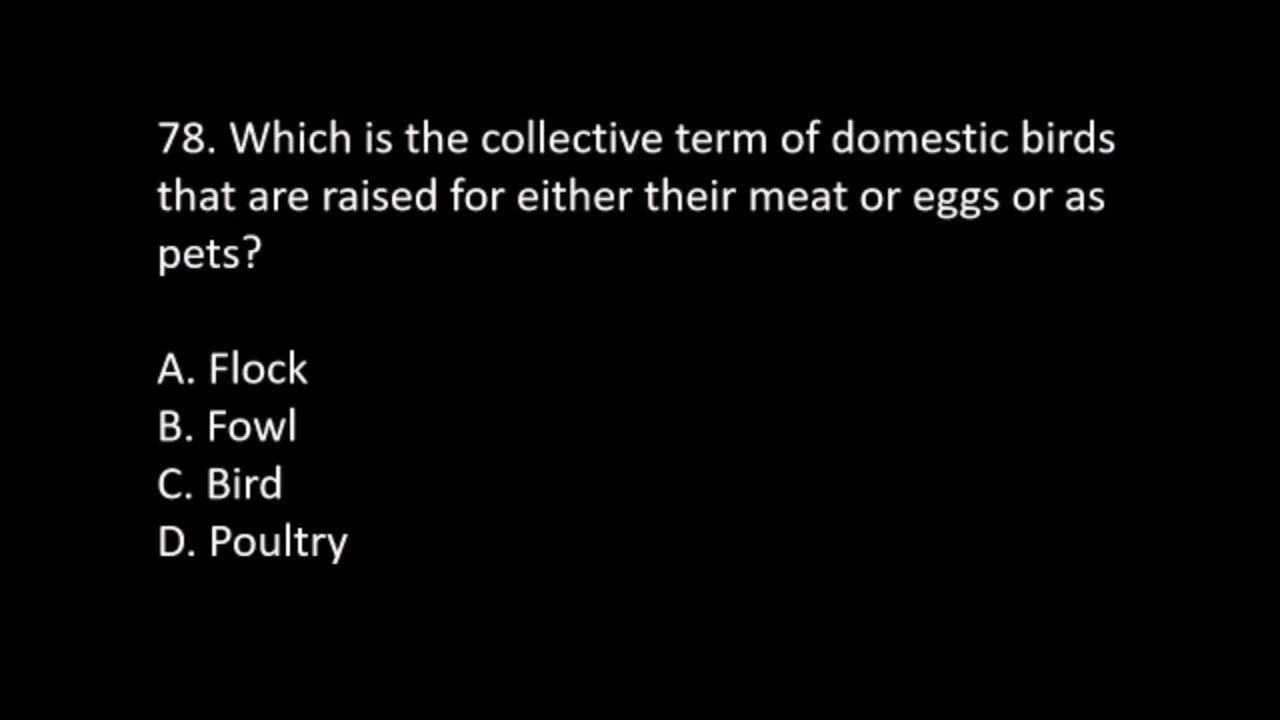 78. Which is the collective term of domestic birds
that are raised for either their meat or eggs or as
pets?
A. Flock
B. Fowl
C. Bird
D. Poultry